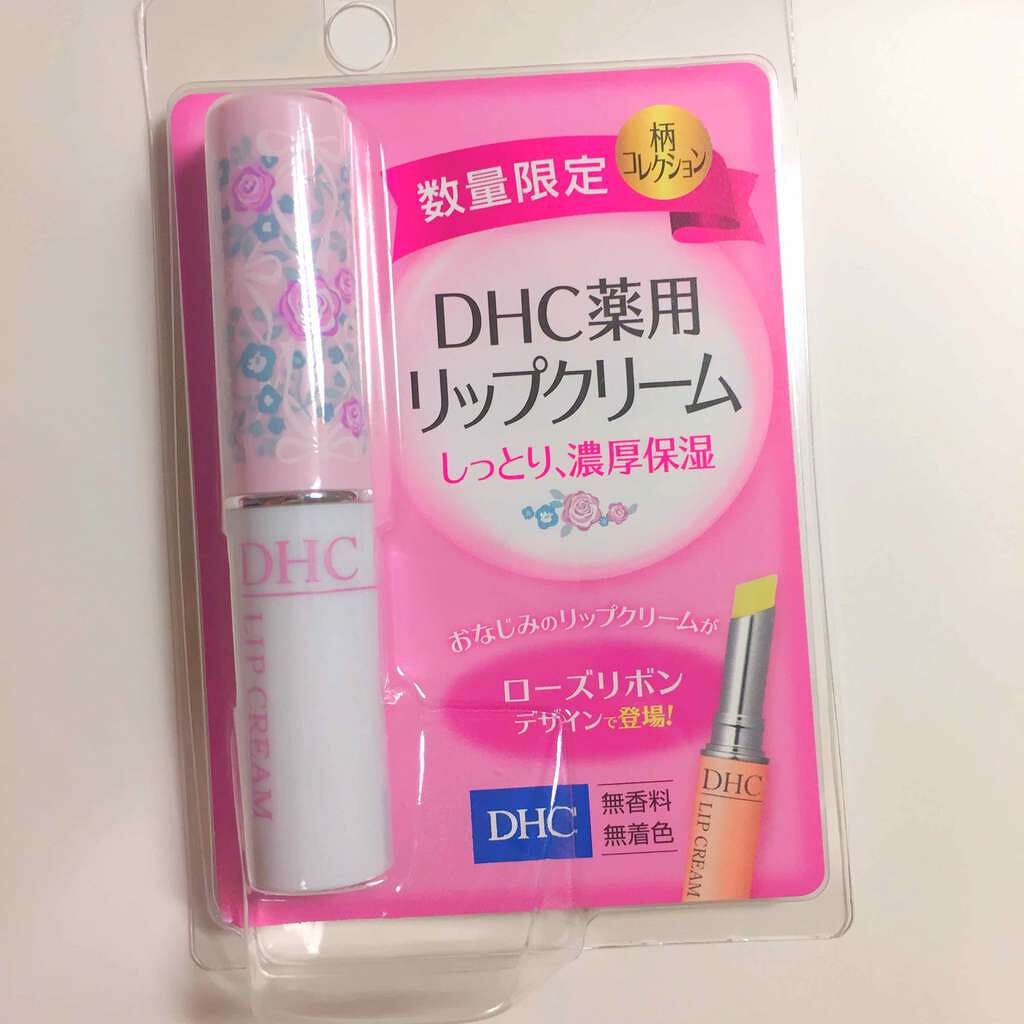 柄
コレクション
数量限定
DHC薬用
リップクリーム
しっとり、濃厚保湿
おなじみのリップクリームが
ローズリボン
デザインで登場!
DHC
無香料
無着色
DHC
LIP CREAM
DHC
LIP CREAM